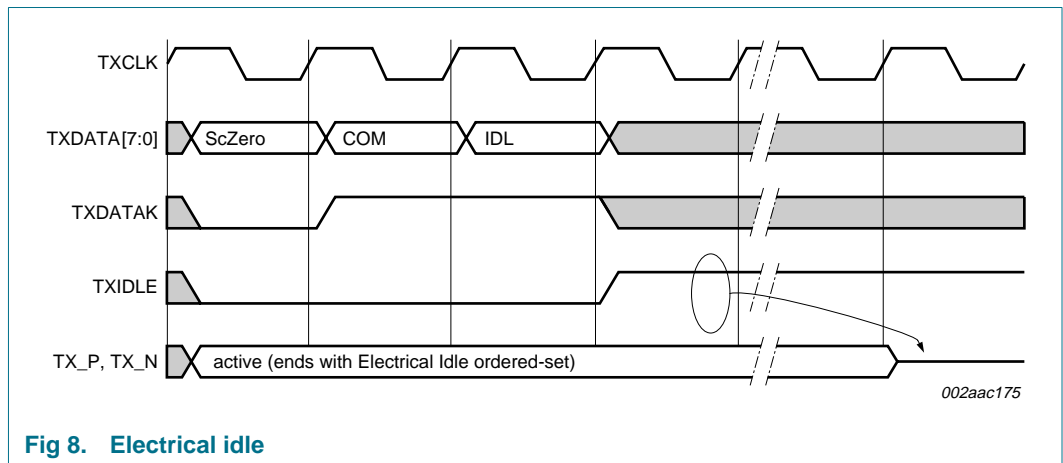 TXCLK
TXDATA[7:0] ScZero COM IDL
TXDATAK
TXIDLE
TX_P, TX_N active (ends with Electrical Idle ordered-set)
002aac175
Fig 8. Electrical idle